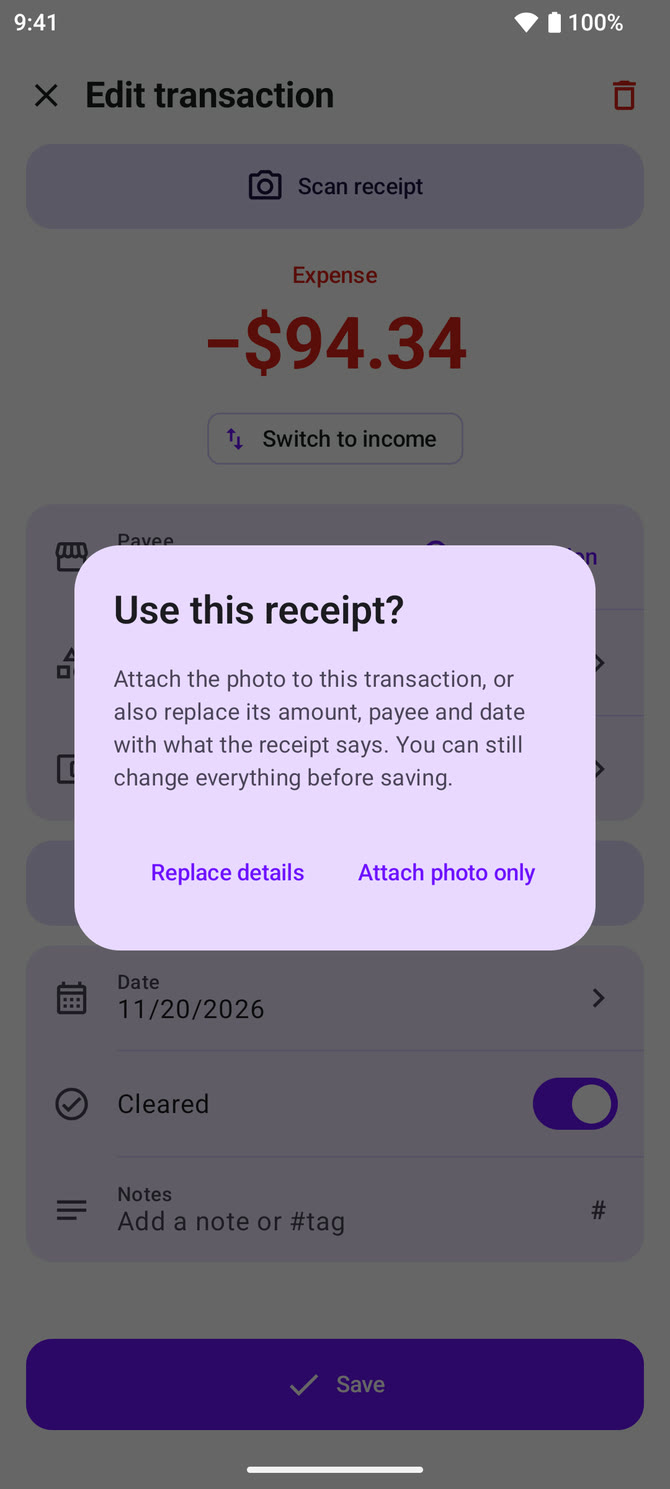 9:41
100%
Edit transaction
Scan receipt
Expense
−$94.34
Switch to income
Payee
Use this receipt?
Attach the photo to this transaction, or
also replace its amount, payee and date
with what the receipt says. You can still
change everything before saving.
Replace details
Attach photo only
Date
11/20/2026
Cleared
Notes
Add a note or #tag
#
Save